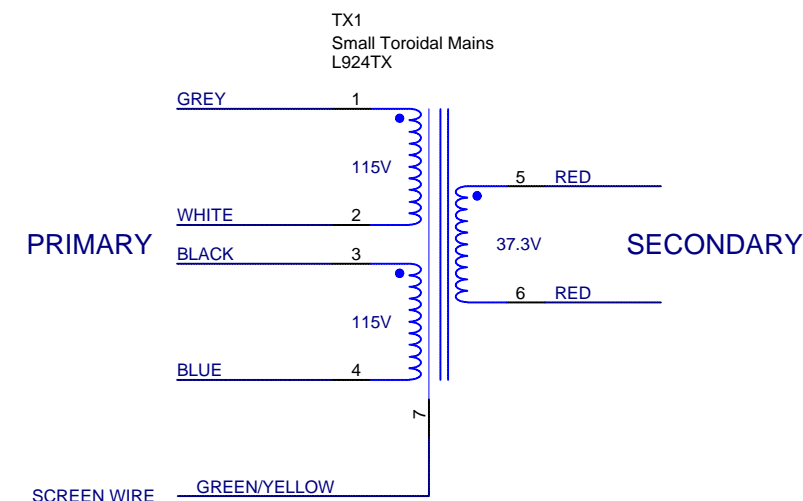 TX1
Small Toroidal Mains
L924TX
GREY 1
115V
WHITE 2
PRIMARY
BLACK 3
115V
BLUE 4
5 RED
37.3V
SECONDARY
6 RED
7
SCREEN WIRE GREEN/YELLOW